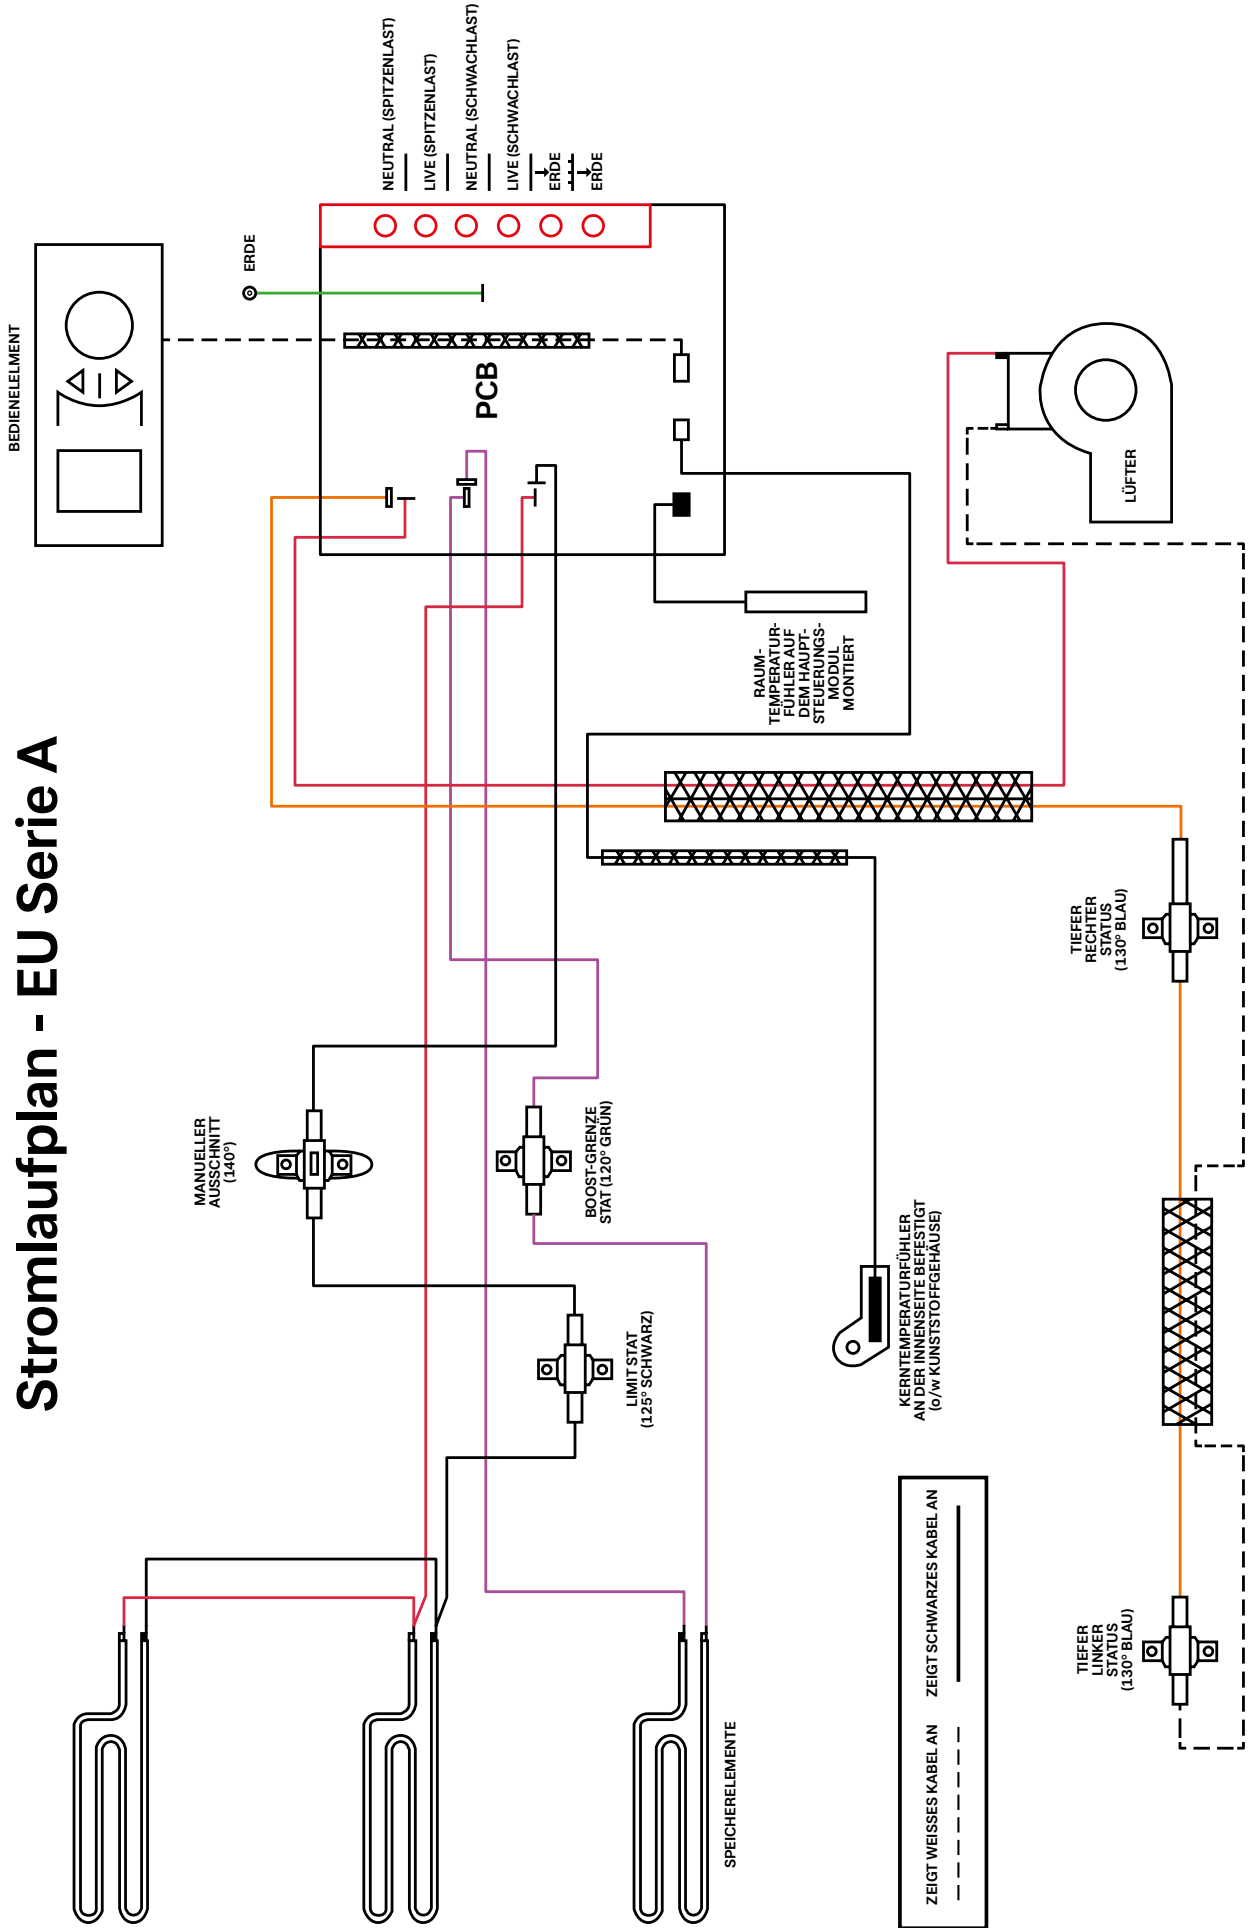 Stromlaufplan - EU Serie A
BEDIENELELMENT
ERDE
NEUTRAL (SPITZENLAST)
LIVE (SPITZENLAST)
NEUTRAL (SCHWACHLAST)
LIVE (SCHWACHLAST)
ERDE
ERDE
PCB
LÜFTER
RAUM-
TEMPERATUR-
FÜHLER AUF
DEM HAUPT-
STEUERUNGS-
MODUL
MONTIERT
MANUELLER
AUSSCHNITT
(140°)
BOOST-GRENZE
STAT (120° GRÜN)
LIMIT STAT
(125° SCHWARZ)
KERNTEMPERATURFÜHLER
AN DER INNENSEITE BEFESTIGT
(o/w KUNSTSTOFFGEHÄUSE)
TIEFER
RECHTER
STATUS
(130° BLAU)
TIEFER
LINKER
STATUS
(130° BLAU)
SPEICHERELEMENTE
ZEIGT WEISSES KABEL AN
ZEIGT SCHWARZES KABEL AN